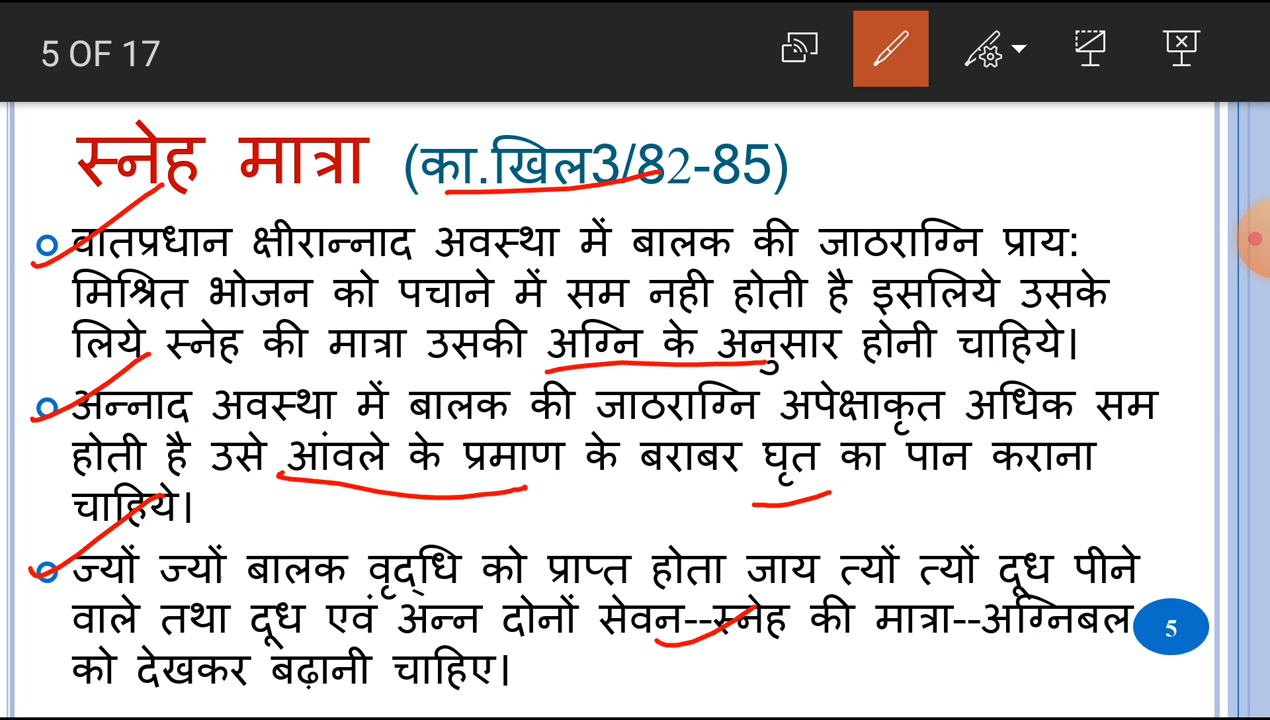 5 OF 17
स्नेह मात्रा (का.खिल3/82-85)
वातप्रधान क्षीरान्नाद अवस्था में बालक की जाठराग्नि प्राय:
मिश्रित भोजन को पचाने में सम नही होती है इसलिये उसके
लिये स्नेह की मात्रा उसकी अग्नि के अनुसार होनी चाहिये।
अन्नाद अवस्था में बालक की जाठराग्नि अपेक्षाकृत अधिक सम
होती है उसे आंवले के प्रमाण के बराबर घृत का पान कराना
चाहिये।
ज्यों ज्यों बालक वृद्धि को प्राप्त होता जाय त्यों त्यों दूध पीने
वाले तथा दूध एवं अन्न दोनों सेवन--स्नेह की मात्रा--अग्निबल
को देखकर बढ़ानी चाहिए।
5